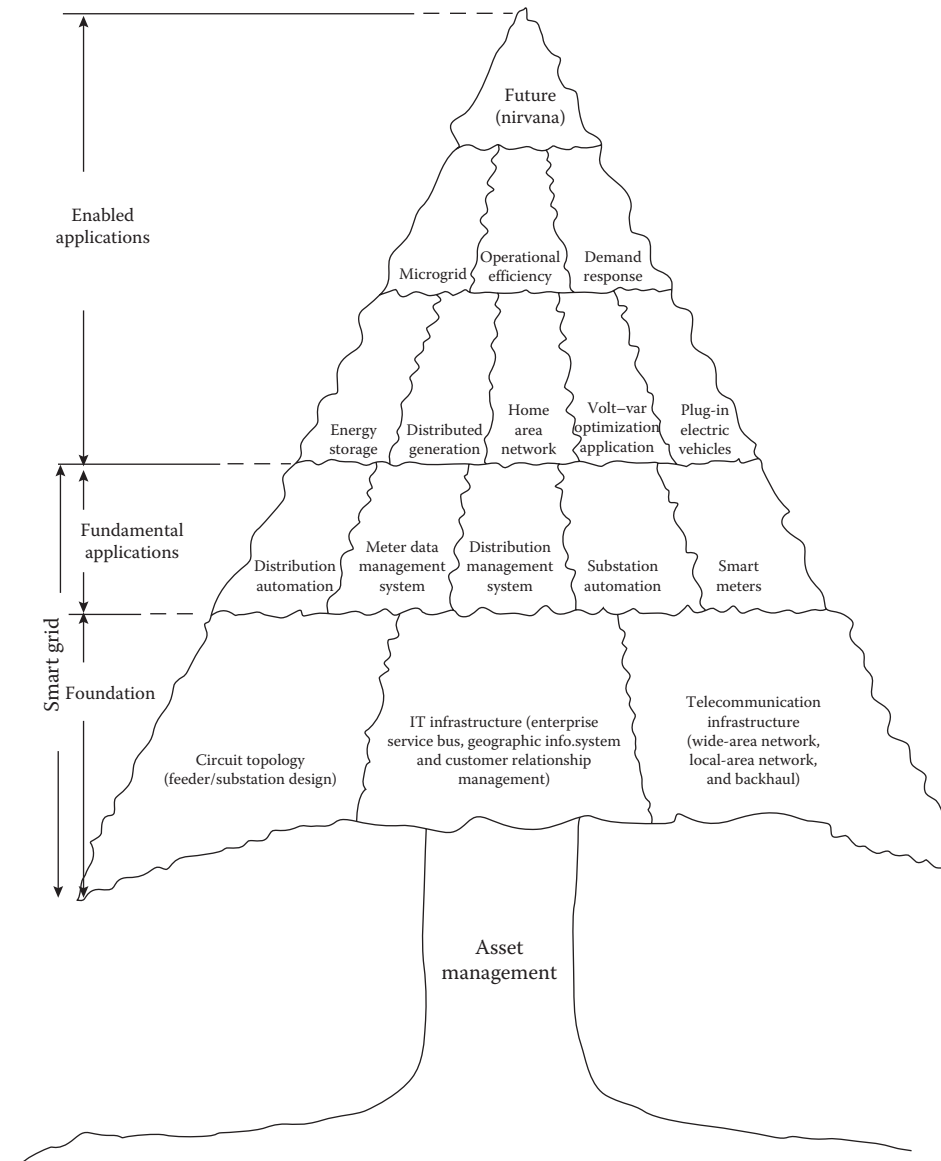 Future
(nirvana)
Enabled
applications
Microgrid
Operational
efficiency
Demand
response
Energy
storage
Distributed
generation
Home
area
network
Volt–var
optimization
application
Plug-in
electric
vehicles
Fundamental
applications
Distribution
automation
Meter data
management
system
Distribution
management
system
Substation
automation
Smart
meters
Smart grid
Foundation
Circuit topology
(feeder/substation design)
IT infrastructure (enterprise
service bus, geographic info.system
and customer relationship
management)
Telecommunication
infrastructure
(wide-area network,
local-area network,
and backhaul)
Asset
management